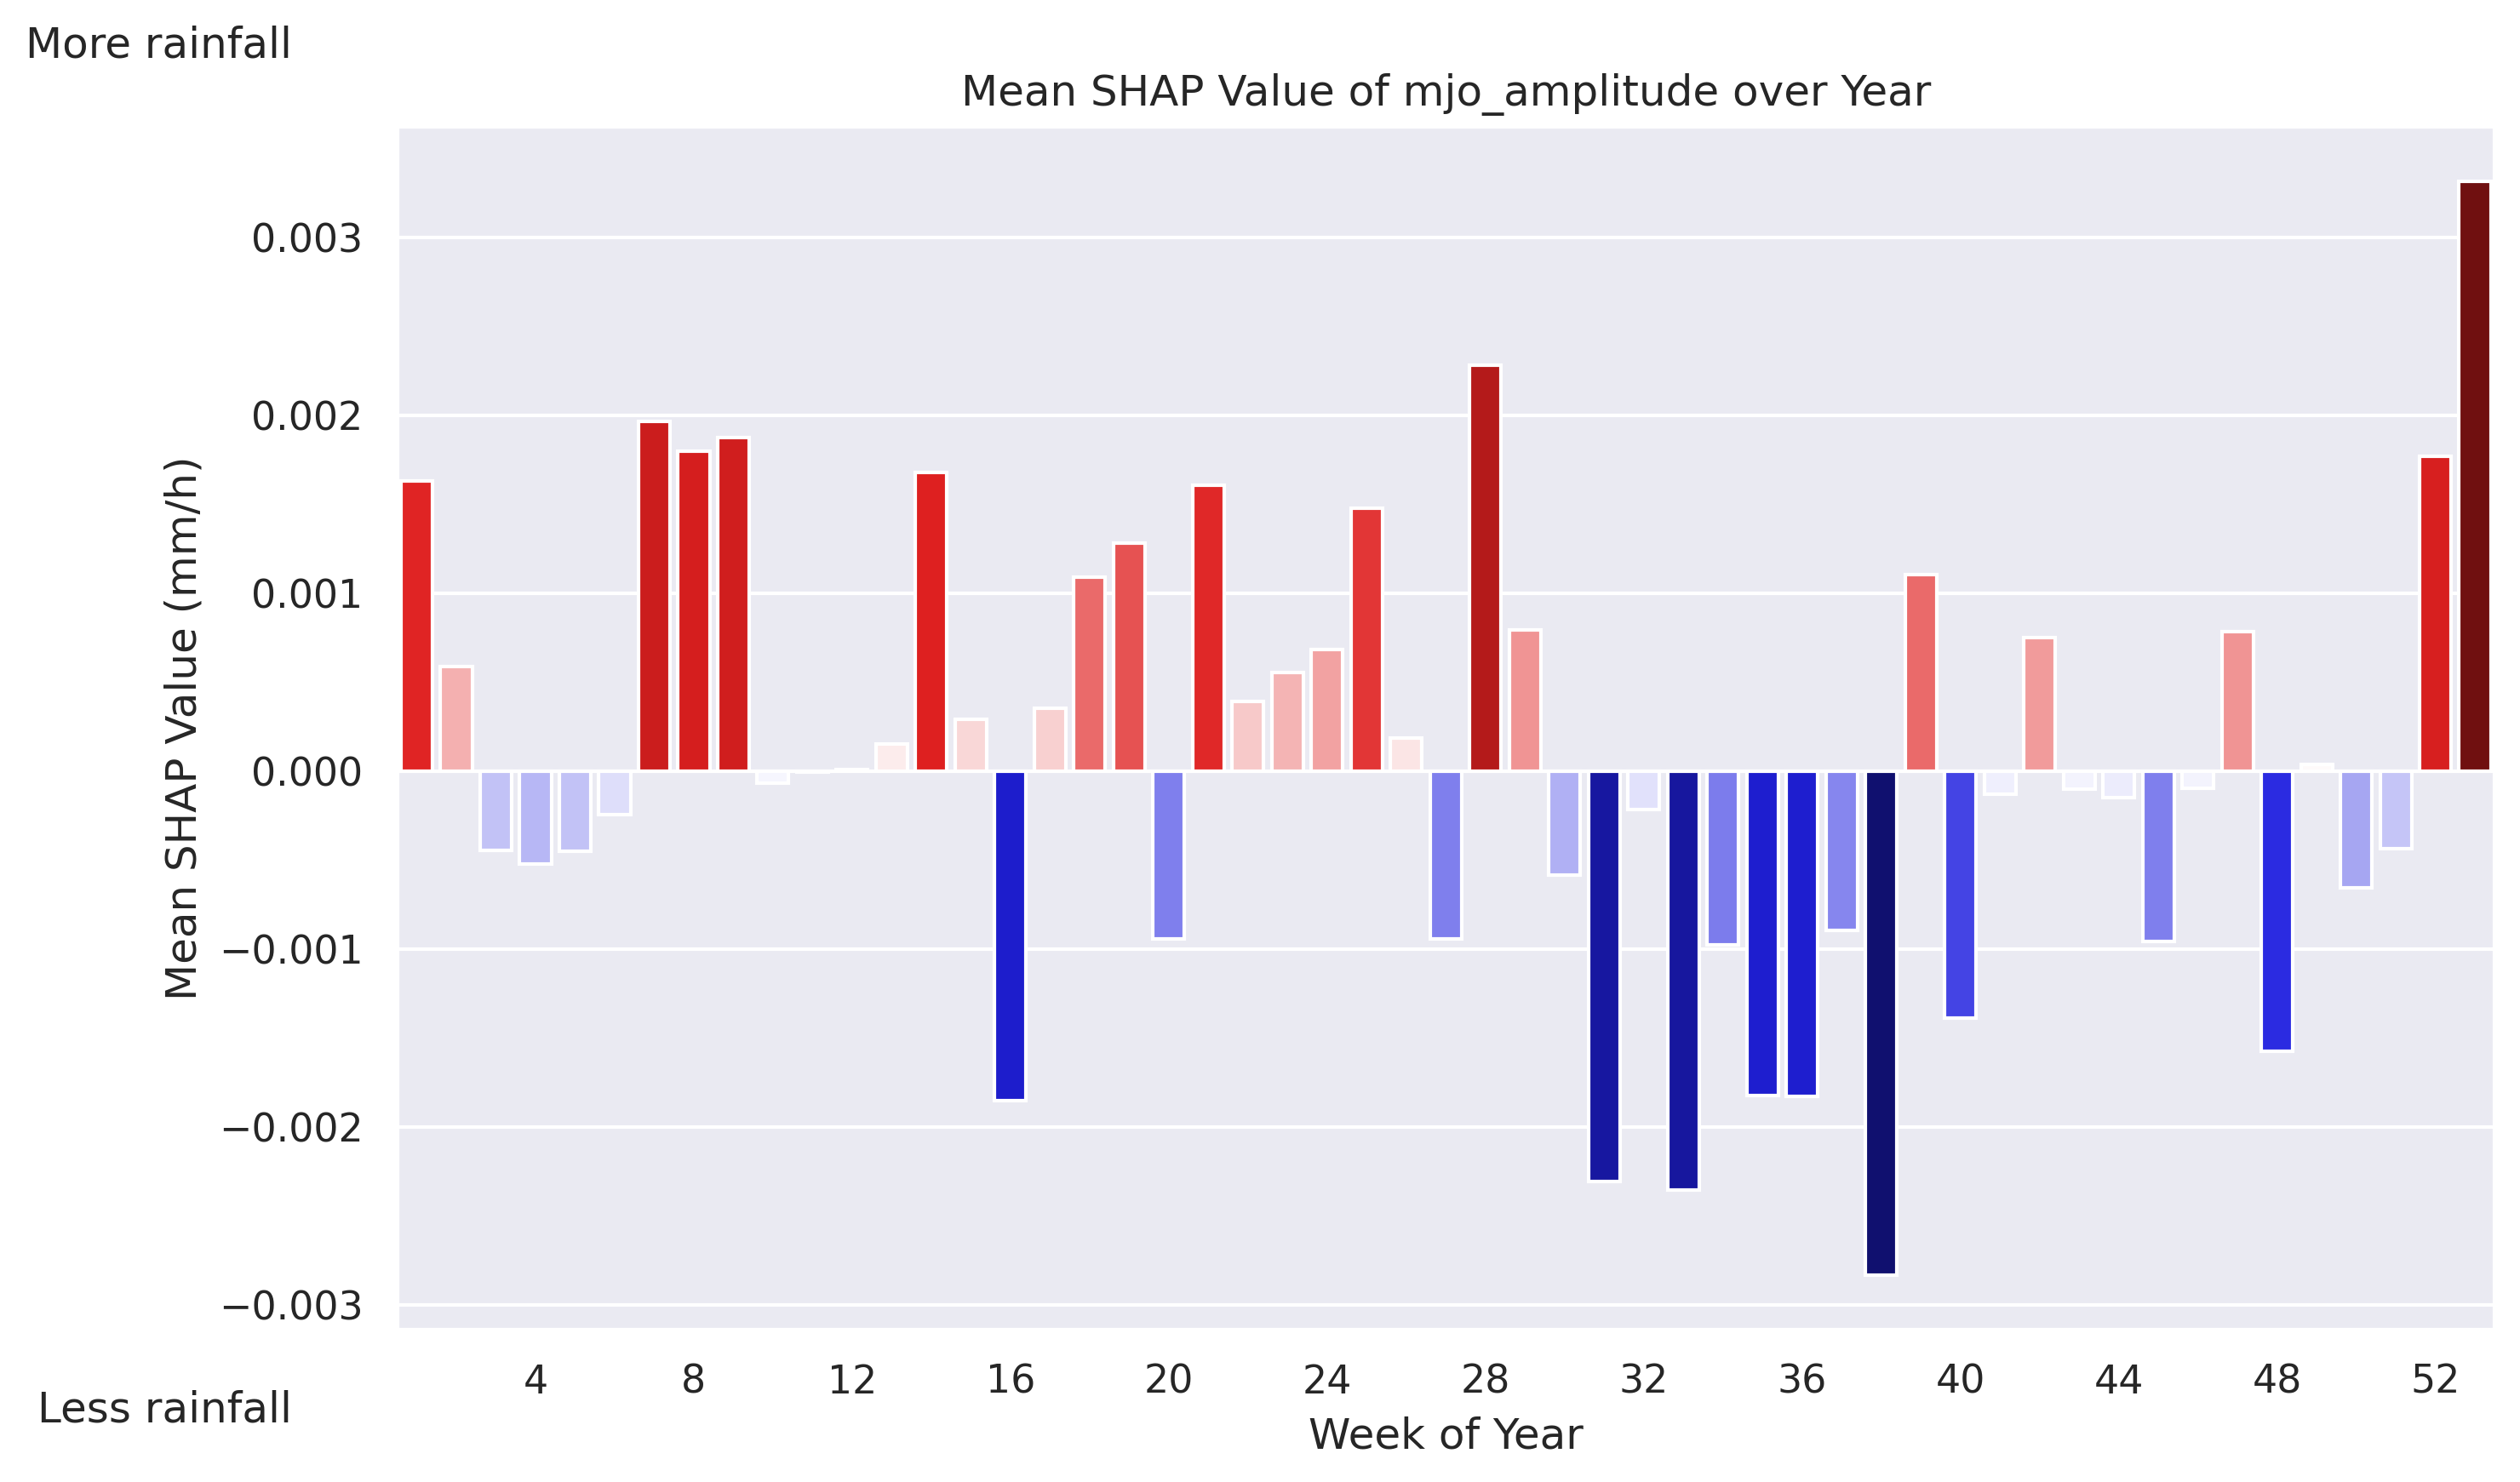 More rainfall
Mean SHAP Value of mjo_amplitude over Year
Mean SHAP Value (mm/h)
0.003
0.002
0.001
0.000
−0.001
−0.002
−0.003
4 8 12 16 20 24 28 32 36 40 44 48 52
Less rainfall
Week of Year